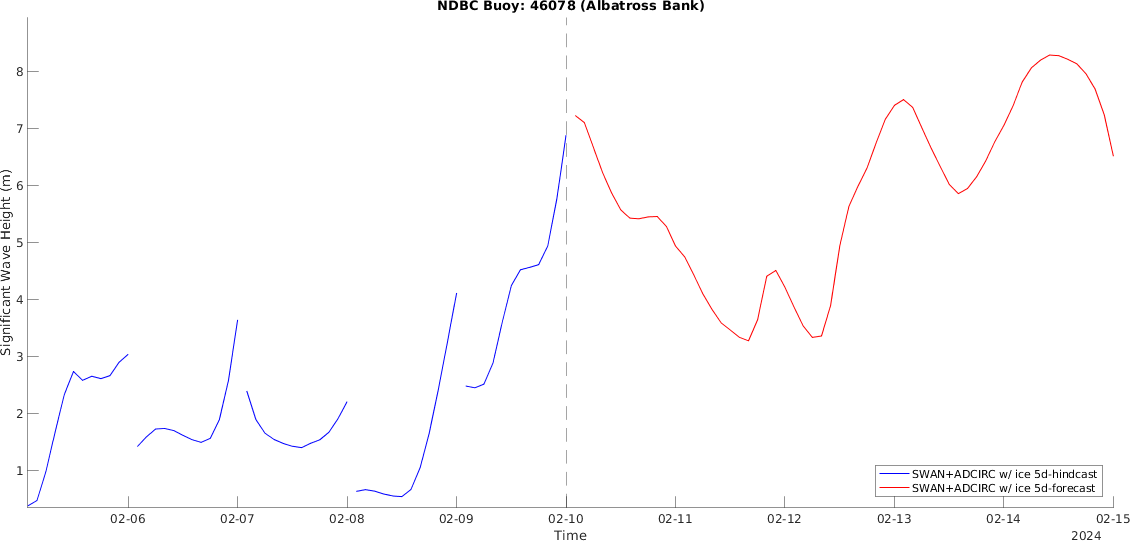 NDBC Buoy: 46078 (Albatross Bank)
Significant Wave Height (m)
8
7
6
5
4
3
2
1
SWAN+ADCIRC w/ ice 5d-hindcast
SWAN+ADCIRC w/ ice 5d-forecast
02-06 02-07 02-08 02-09 02-10 02-11 02-12 02-13 02-14 02-15
Time
2024